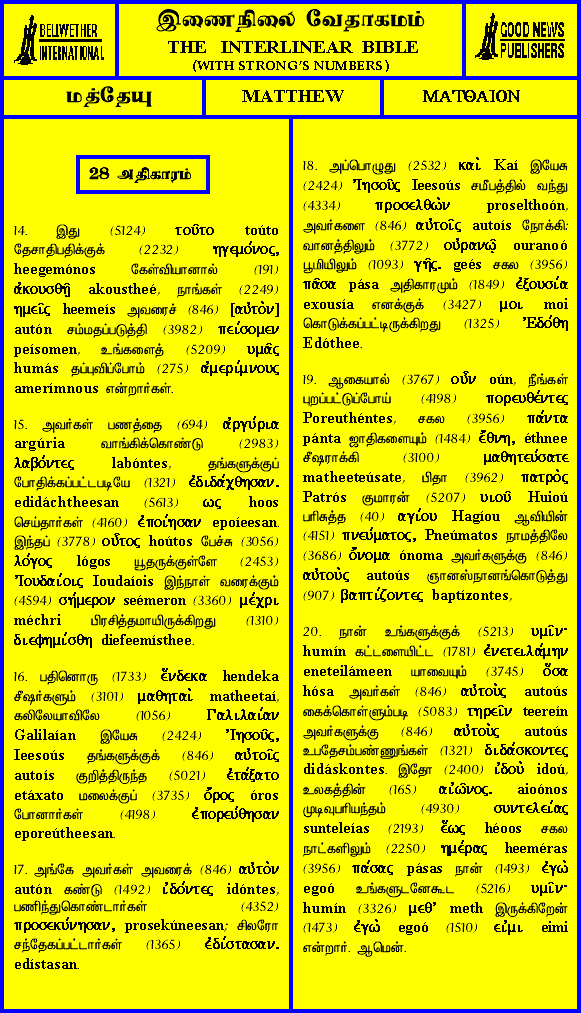 BELLWETHER
INTERNATIONAL
இணைநிலை வேதாகமம்
THE INTERLINEAR BIBLE
(WITH STRONG'S NUMBERS)
GOOD NEWS
PUBLISHERS
மத்தேயு
MATTHEW
ΜΑΤΘΑΙΟΝ
28 அதிகாரம்
14. இது (5124) τοῦτο toúto
தேசாதிபதிக்குக் (2232) ηγεμόνος,
heegemónos கேள்வியானால் (191)
ἀκουσθῇ akoustheé, நாங்கள் (2249)
ημεῖς heemeís அவரைச் (846) [αὐτὸν]
autón சம்மதப்படுத்தி (3982) πείσομεν
peísomen, உங்களைத் (5209) υμᾶς
humás தப்புவிப்போம் (275) ἀμερίμνους
amerímnous என்றார்கள்.
15. அவர்கள் பணத்தை (694) ἀργύρια
argúria வாங்கிக்கொண்டு (2983)
λαβόντες labóntes, தங்களுக்குப்
போதிக்கப்பட்டபடியே (1321) ἐδιδάχθησαν.
edidáchtheesan (5613) ως hoos
செய்தார்கள் (4160) ἐποίησαν epoíeesan.
இந்தப் (3778) οὗτος hoútos பேச்சு (3056)
λόγος lógos யூதருக்குள்ளே (2453)
Ἰουδαίοις Ioudaíois இந்நாள் வரைக்கும்
(4594) σήμερον seémeron (3360) μέχρι
méchri பிரசித்தமாயிருக்கிறது (1310)
διεφημίσθη diefeemísthee.
16. பதினொரு (1733) ἕνδεκα hendeka
சீஷர்களும் (3101) μαθηταὶ matheetaí,
கலிலேயாவிலே (1056) Γαλιλαίαν
Galilaían இயேசு (2424) Ἰησοῦς,
Ieesoús தங்களுக்குக் (846) αὐτοῖς
autoís குறித்திருந்த (5021) ἐτάξατο
etáxato மலைக்குப் (3735) ὄρος óros
போனார்கள் (4198) ἐπορεύθησαν
eporeútheesan.
17. அங்கே அவர்கள் அவரைக் (846) αὐτὸν
autón கண்டு (1492) ἰδόντες idóntes,
பணிந்துகொண்டார்கள் (4352)
προσεκύνησαν, prosekúneesan; சிலரோ
சந்தேகப்பட்டார்கள் (1365) ἐδίστασαν.
edístasan.
18. அப்பொழுது (2532) καὶ Kaí இயேசு
(2424) Ἰησοῦς Ieesoús சமீபத்தில் வந்து
(4334) προσελθὼν proselthoón,
அவர்களை (846) αὐτοῖς autoís நோக்கி:
வானத்திலும் (3772) οὐρανῷ ouranoó
பூமியிலும் (1093) γῆς. geés சகல (3956)
πᾶσα pása அதிகாரமும் (1849) ἐξουσία
exousía எனக்குக் (3427) μοι moi
கொடுக்கப்பட்டிருக்கிறது (1325) Ἐδόθη
Edóthee.
19. ஆகையால் (3767) οὖν oún, நீங்கள்
புறப்பட்டுப்போய் (4198) πορευθέντες
Poreuthéntes, சகல (3956) πάντα
pánta ஜாதிகளையும் (1484) ἔθνη, éthnee
சீஷராக்கி (3100) μαθητεύσατε
matheeteúsate, பிதா (3962) πατρὸς
Patrós குமாரன் (5207) υιοῦ Huioú
பரிசுத்த (40) αγίου Hagíou ஆவியின்
(4151) πνεύματος, Pneúmatos நாமத்திலே
(3686) ὄνομα ónoma அவர்களுக்கு (846)
αὐτοὺς autoús ஞானஸ்நானங்கொடுத்து
(907) βαπτίζοντες baptízontes,
20. நான் உங்களுக்குக் (5213) υμῖν·
humín கட்டளையிட்ட (1781) ἐνετειλάμην
eneteilámeen யாவையும் (3745) ὅσα
hósa அவர்கள் (846) αὐτοὺς autoús
கைக்கொள்ளும்படி (5083) τηρεῖν teereín
அவர்களுக்கு (846) αὐτοὺς autoús
உபதேசம்பண்ணுங்கள் (1321) διδάσκοντες
didáskontes. இதோ (2400) ἰδοὺ idoú,
உலகத்தின் (165) αἰῶνος. aioónos
முடிவுபரியந்தம் (4930) συντελείας
sunteleías (2193) ἕως héoos சகல
நாட்களிலும் (2250) ημέρας heeméras
(3956) πάσας pásas நான் (1493) ἐγὼ
egoó உங்களுடனேகூட (5216) υμῖν·
humín (3326) μεθ' meth இருக்கிறேன்
(1473) ἐγὼ egoó (1510) εἰμι eimi
என்றார். ஆமென்.